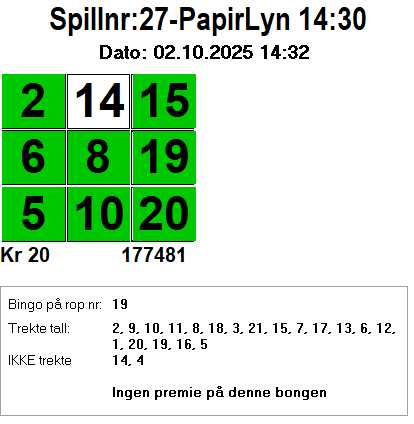 Spillnr:27-PapirLyn 14:30
Dato: 02.10.2025 14:32
2 14 15
6 8 19
5 10 20
Kr 20 177481
Bingo på rop nr: 19
Trekte tall: 2, 9, 10, 11, 8, 18, 3, 21, 15, 7, 17, 13, 6, 12,
1, 20, 19, 16, 5
IKKE trekte 14, 4
Ingen premie på denne bongen